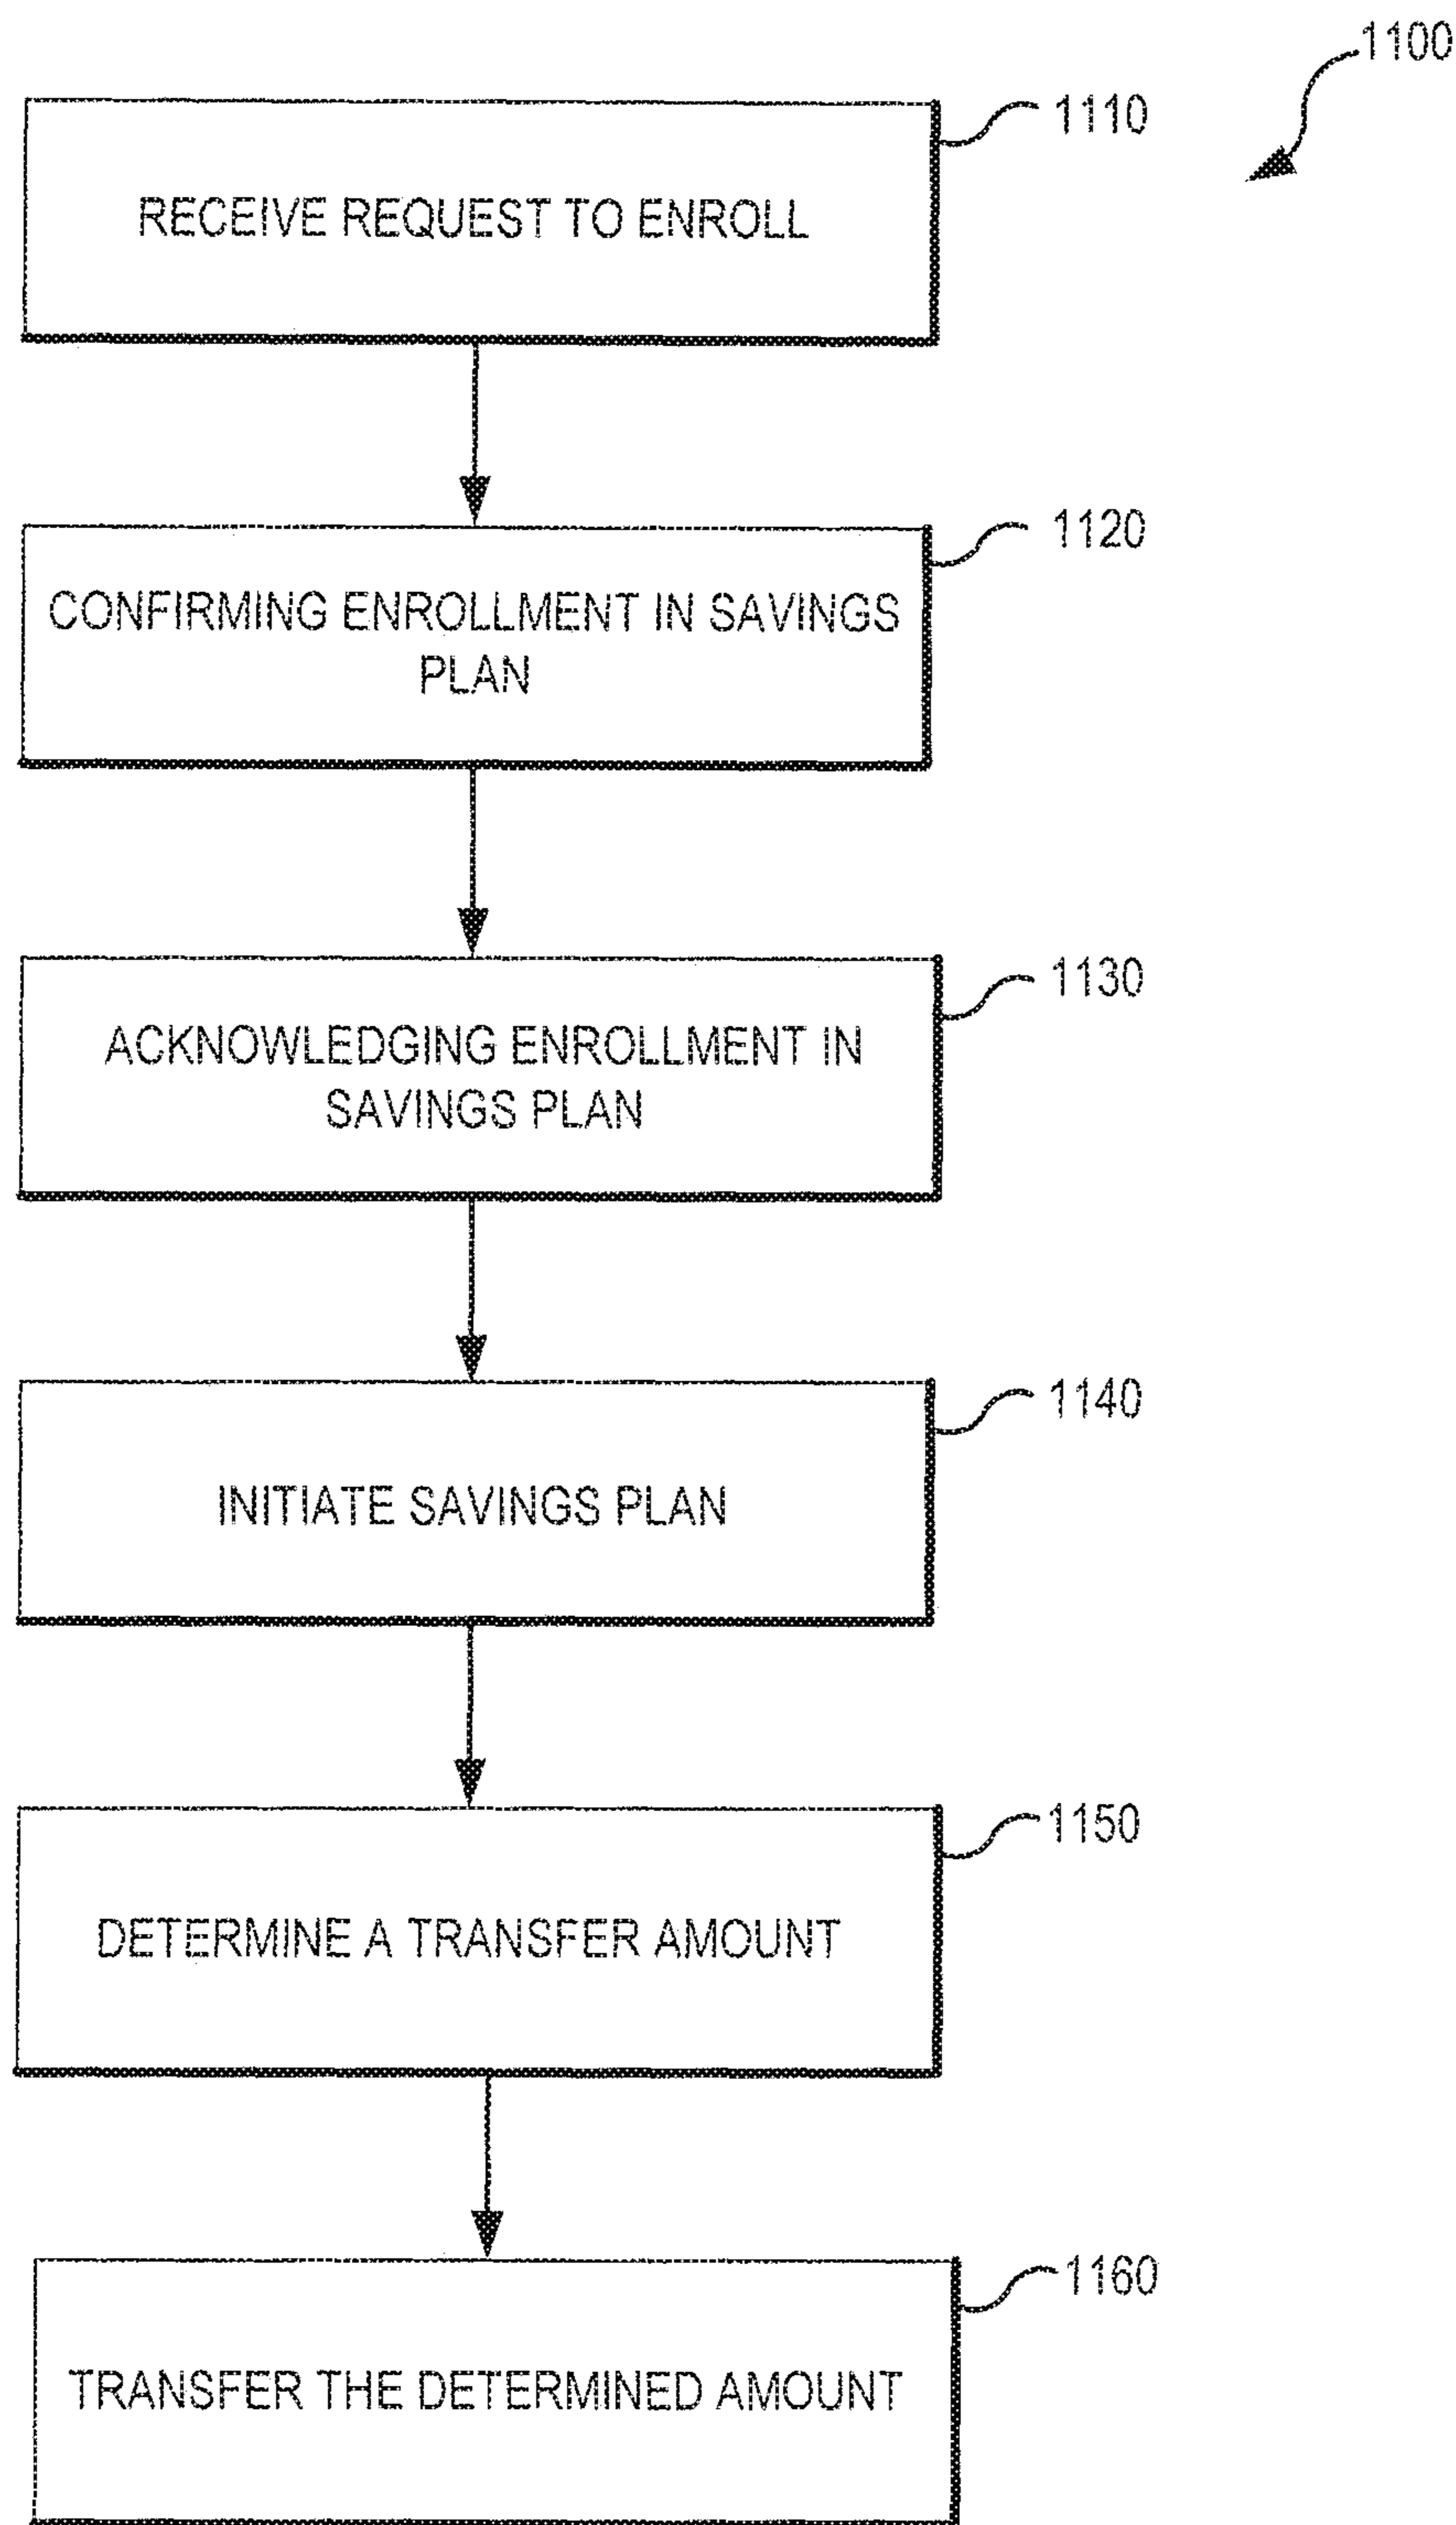 1100
1110
RECEIVE REQUEST TO ENROLL
1120
CONFIRMING ENROLLMENT IN SAVINGS
PLAN
1130
ACKNOWLEDGING ENROLLMENT IN
SAVINGS PLAN
1140
INITIATE SAVINGS PLAN
1150
DETERMINE A TRANSFER AMOUNT
1160
TRANSFER THE DETERMINED AMOUNT